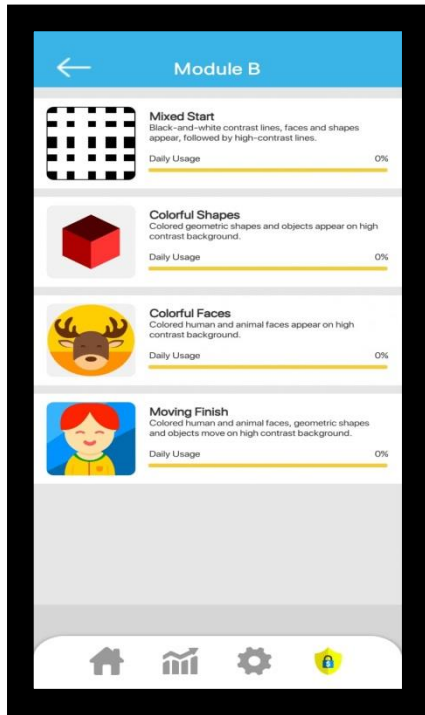 Module B
Mixed Start
Black-and-white contrast lines, faces and shapes
appear, followed by high-contrast lines.
Daily Usage 0%
Colorful Shapes
Colored geometric shapes and objects appear on high
contrast background.
Daily Usage 0%
Colorful Faces
Colored human and animal faces appear on high
contrast background.
Daily Usage 0%
Moving Finish
Colored human and animal faces, geometric shapes
and objects move on high contrast background.
Daily Usage 0%